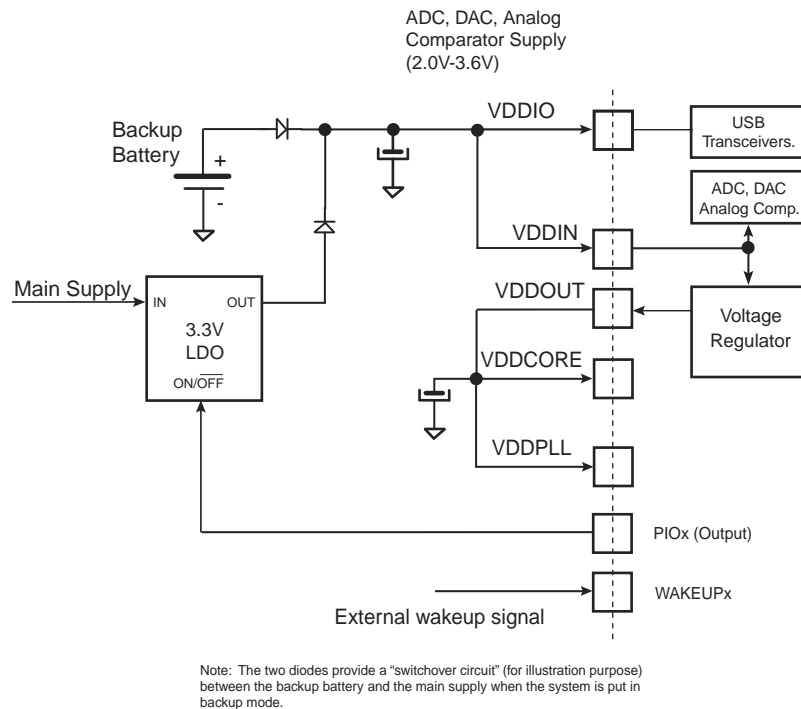 ADC, DAC, Analog
Comparator Supply
(2.0V-3.6V)
VDDIO
USB
Transceivers.
Backup
Battery
+
-
ADC, DAC
Analog Comp.
VDDIN
Main Supply
IN
OUT
3.3V
LDO
ON/OFF
VDDOUT
Voltage
Regulator
VDDCORE
VDDPLL
PIOx (Output)
WAKEUPx
External wakeup signal
Note: The two diodes provide a “switchover circuit” (for illustration purpose)
between the backup battery and the main supply when the system is put in
backup mode.